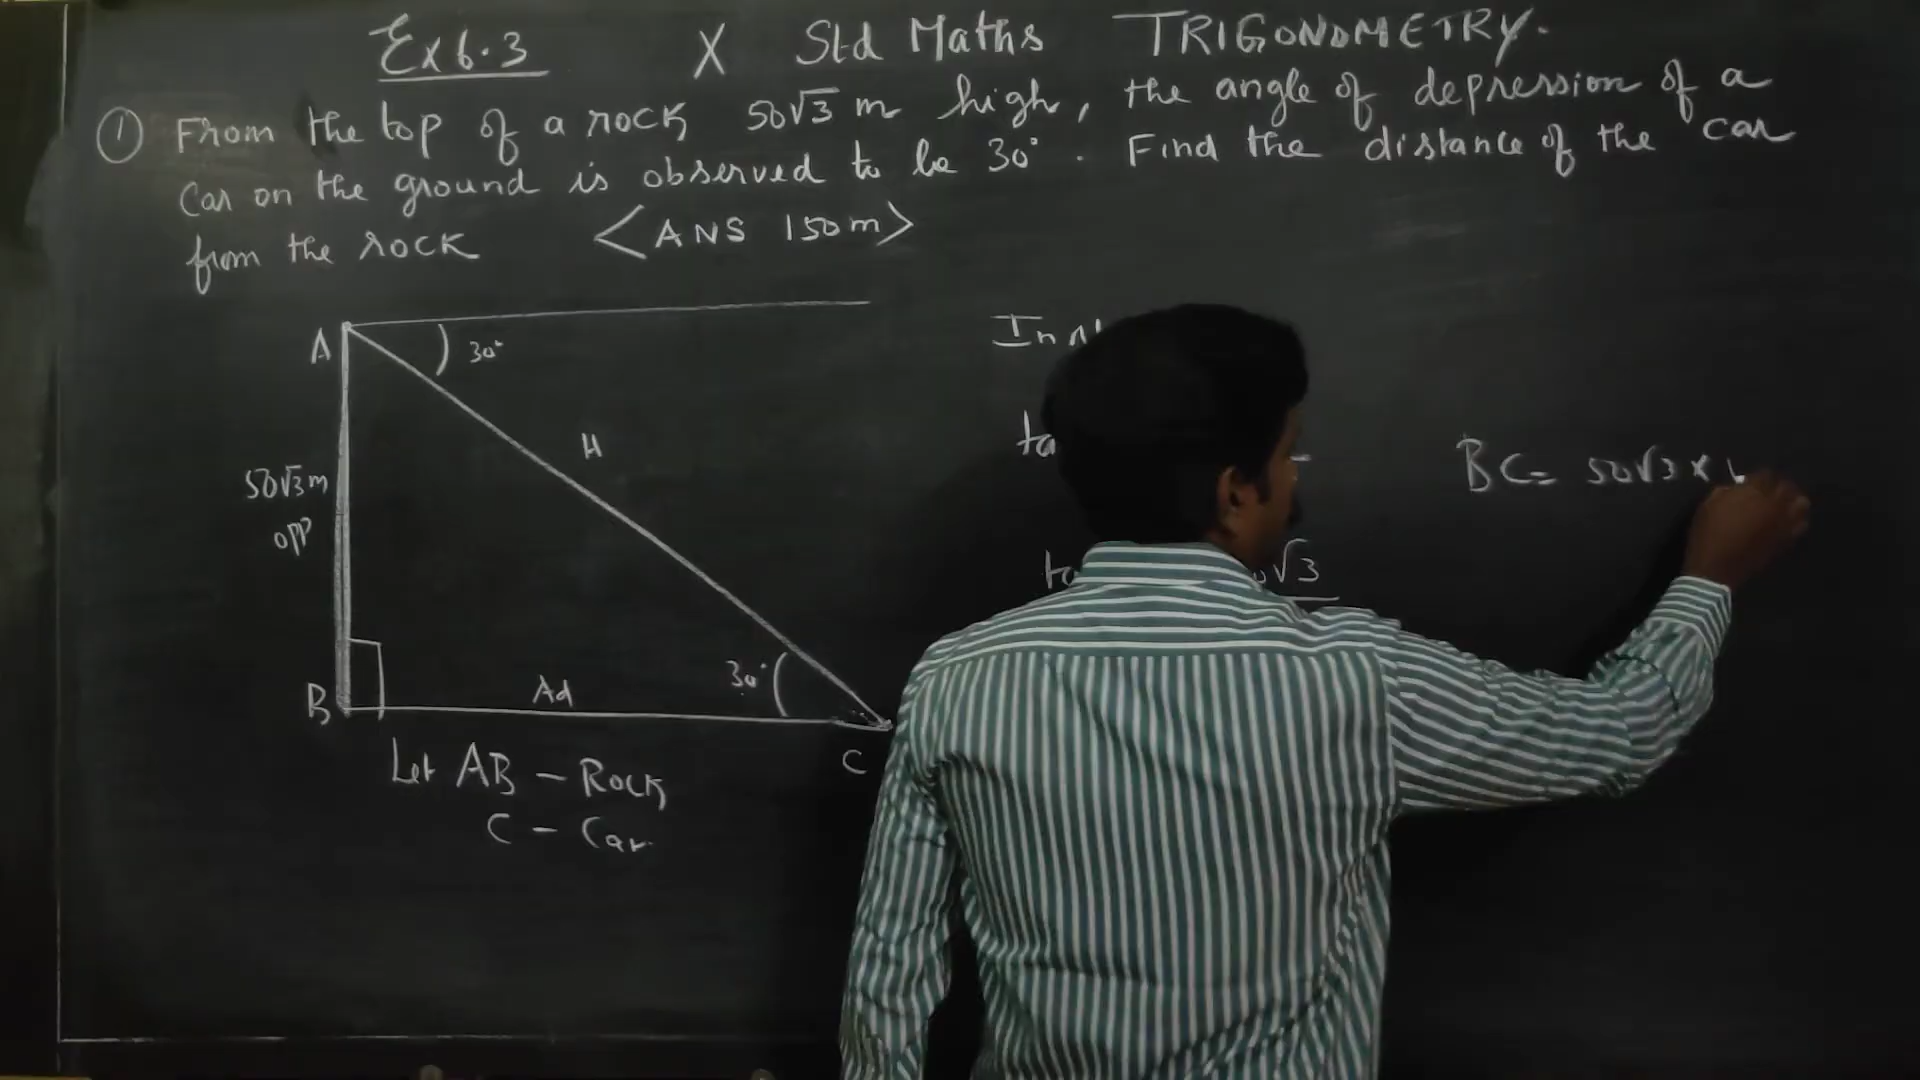 Ex 6.3 X Std Maths TRIGONOMETRY.
① From the top of a rock 50√3 m high, the angle of depression of a
Car on the ground is observed to be 30°. Find the distance of the car
from the rock <ANS 150m>
A
30°
H
50√3m
opp
B
Ad
30°
C
Let AB – Rock
C – Car
In
BC= 50√3 ×
√3